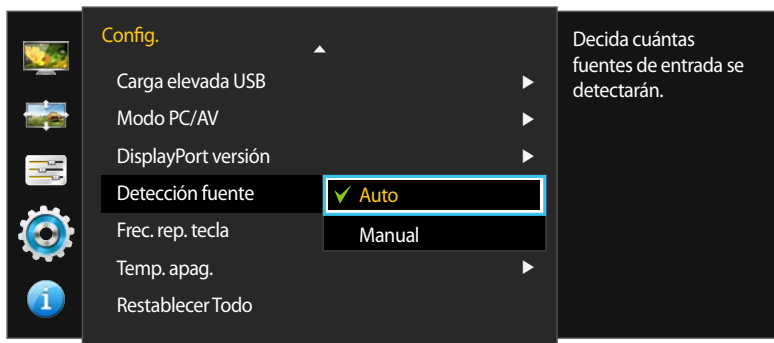 Config.
Carga elevada USB
Modo PC/AV
DisplayPort versión
Detección fuente
Auto
Manual
Frec. rep. tecla
Temp. apag.
Restablecer Todo
Decida cuántas
fuentes de entrada se
detectarán.